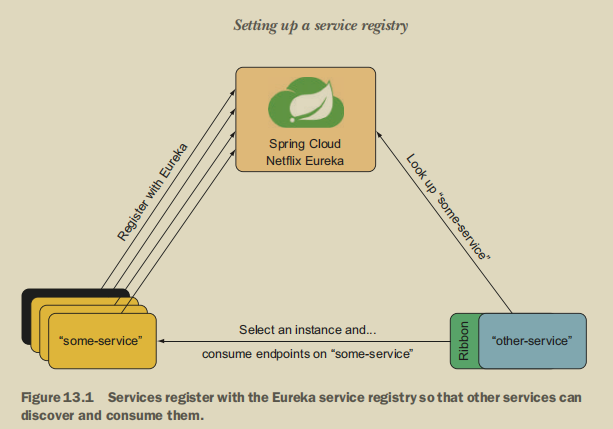 Setting up a service registry
Spring Cloud
Netflix Eureka
Register with Eureka
Look up “some-service”
“some-service”
Select an instance and...
consume endpoints on “some-service”
Ribbon
“other-service”
Figure 13.1 Services register with the Eureka service registry so that other services can
discover and consume them.